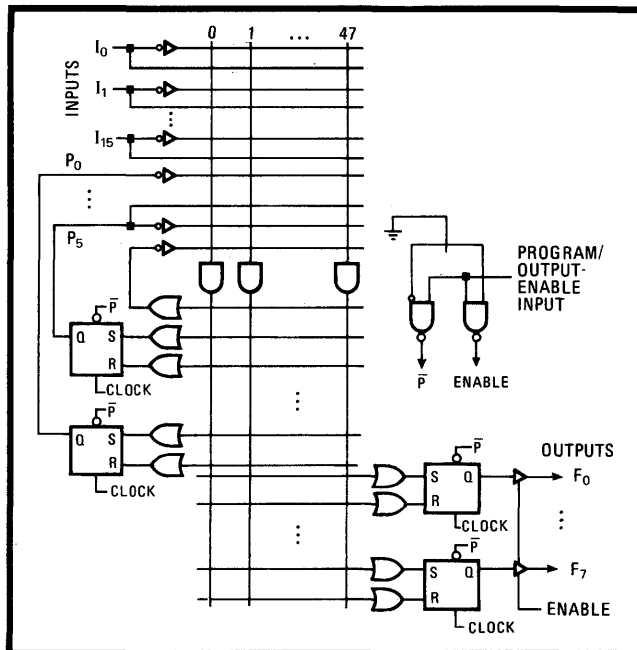 0 1 ... 47
I0
INPUTS
I1
I15
P0
P5
PROGRAM/
OUTPUT-
ENABLE
INPUT
P̄
P̄ ENABLE
Q S
R
CLOCK
P̄
Q S
R
CLOCK
OUTPUTS
P̄
S Q
R
F0
CLOCK
P̄
S Q
R
F7
CLOCK
ENABLE